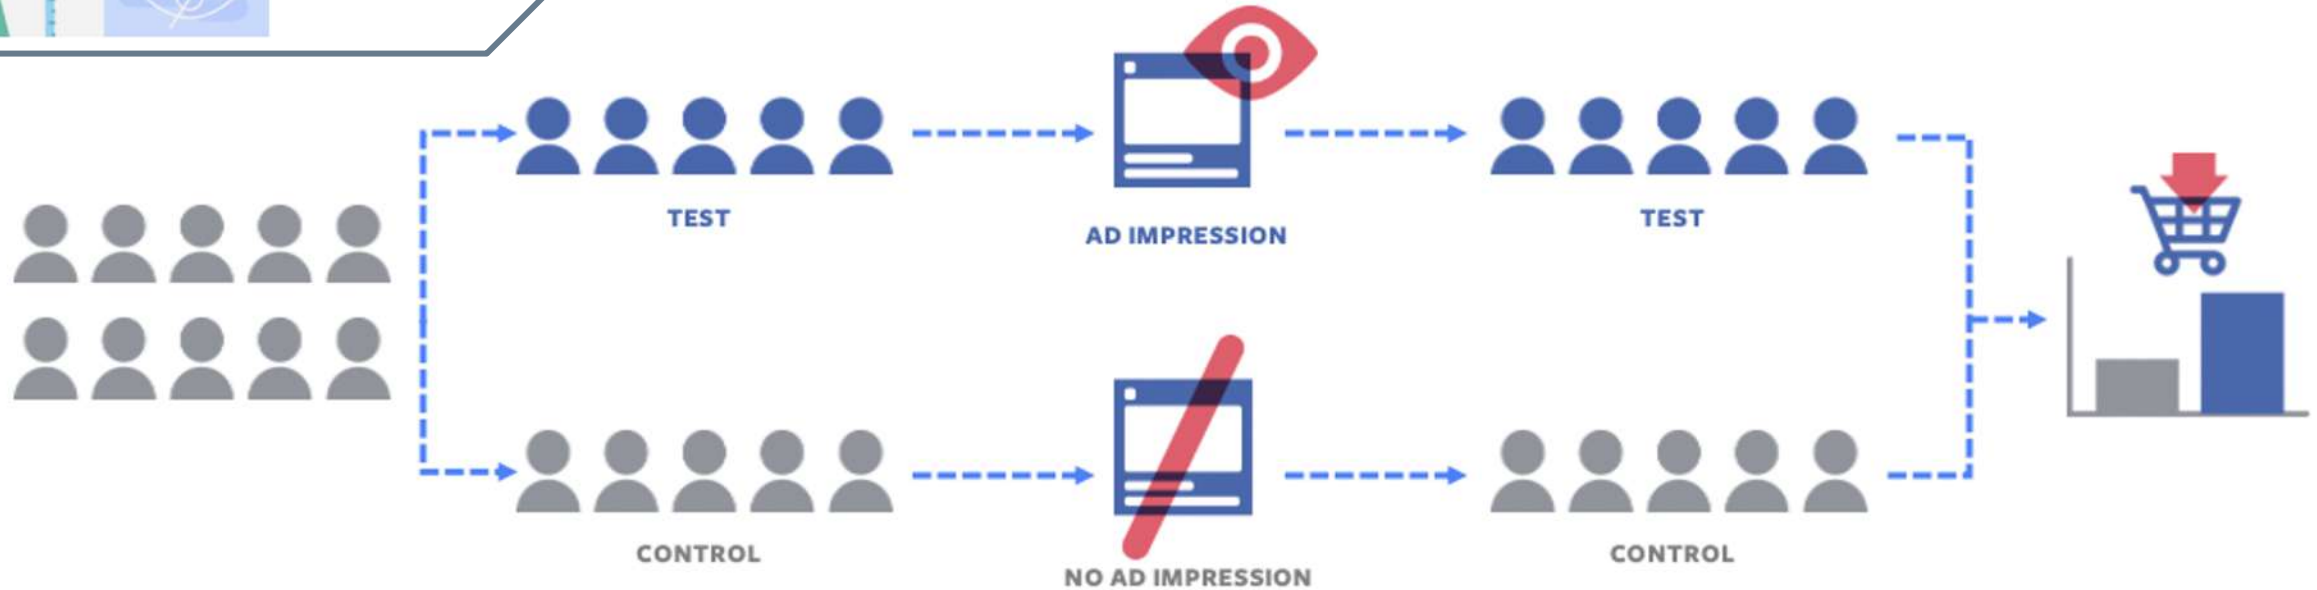 TEST
AD IMPRESSION
TEST
CONTROL
NO AD IMPRESSION
CONTROL